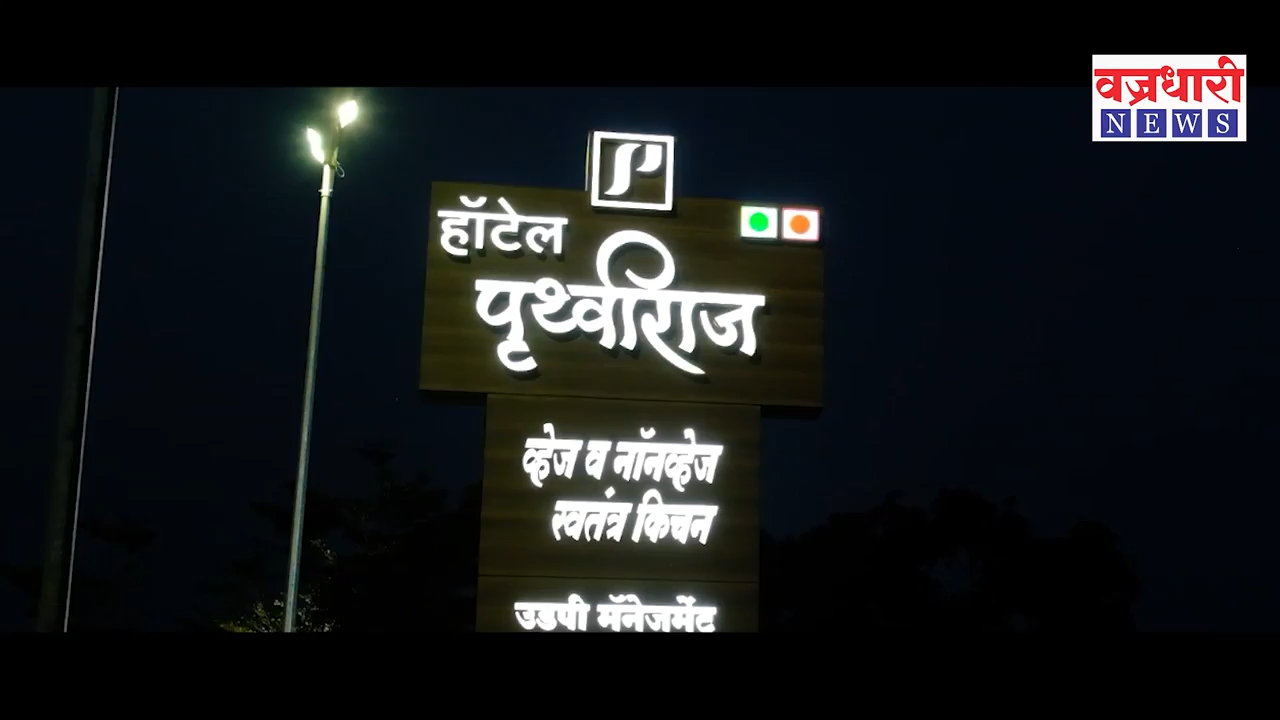 वज्रधारी
NEWS
P
हॉटेल
पृथ्वीराज
व्हेज व नॉनव्हेज
स्वतंत्र किचन
उडपी मॅनेजमेंट